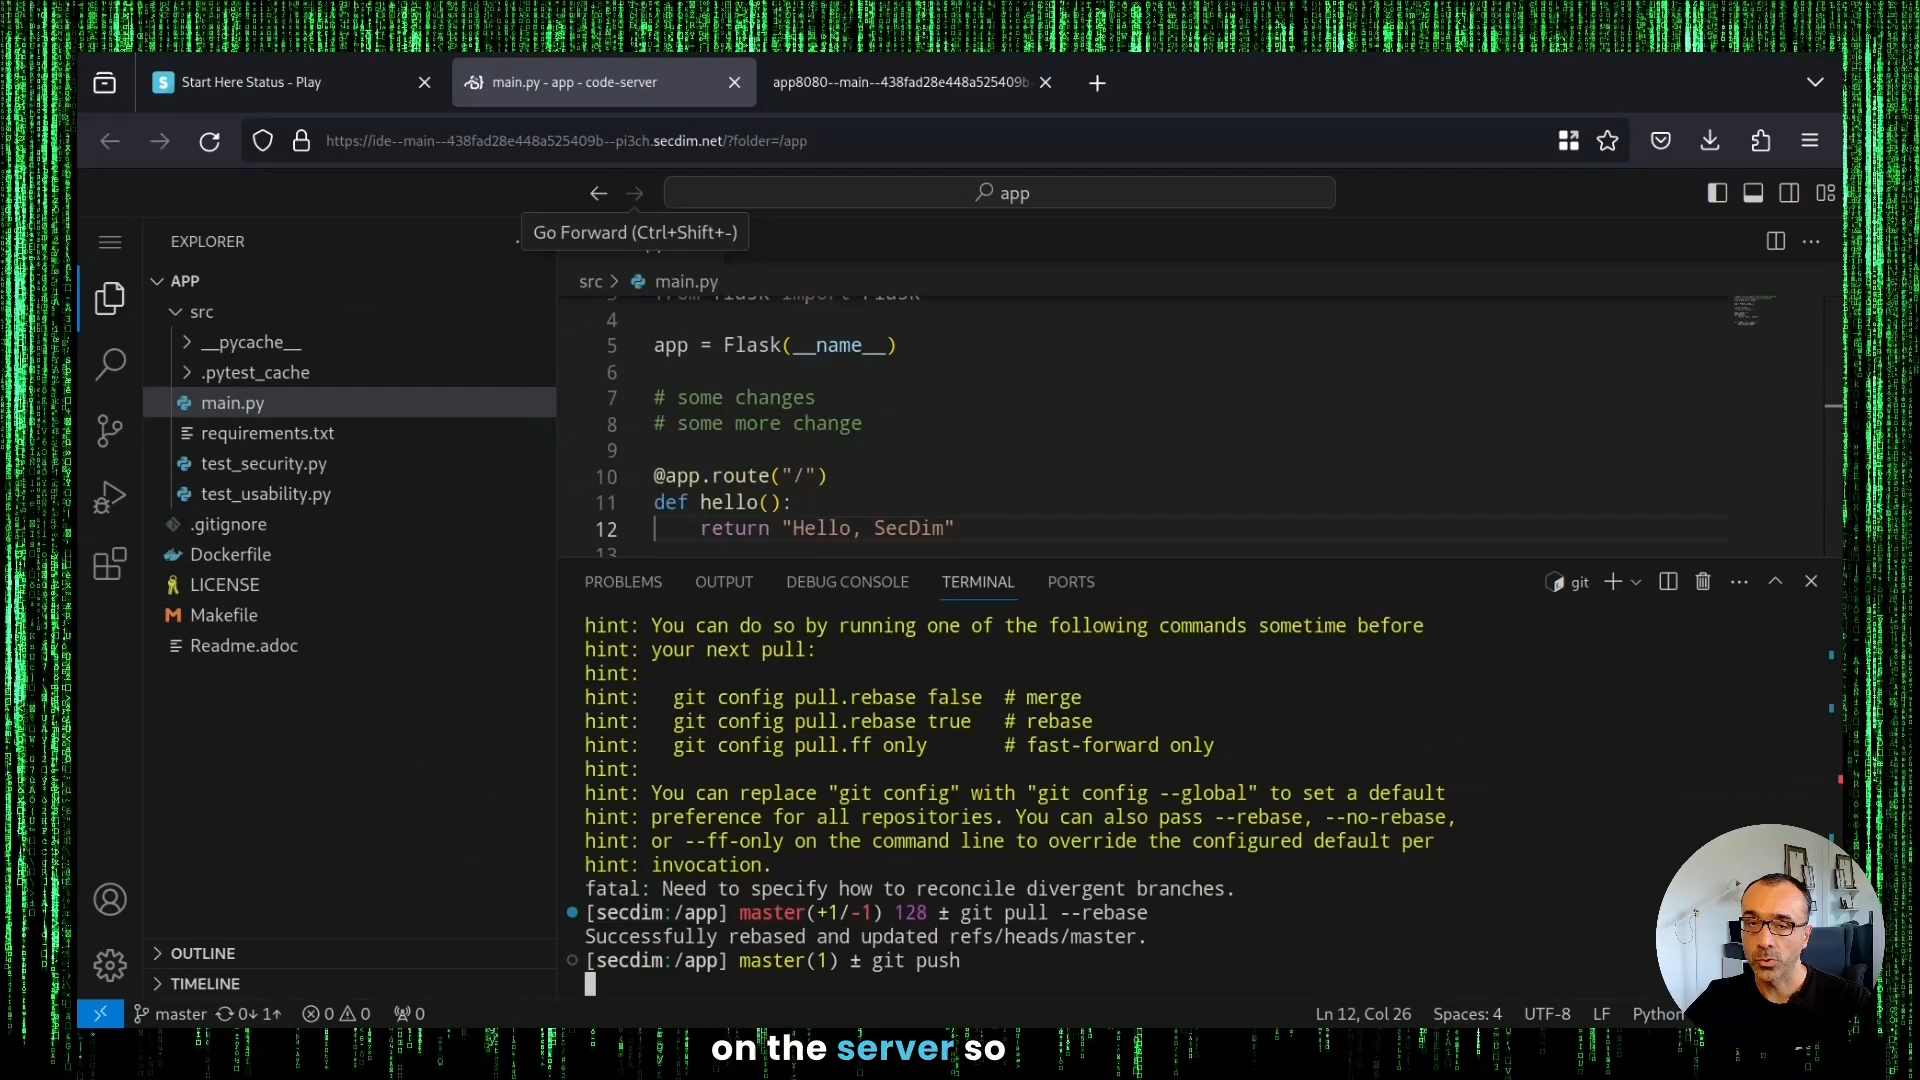 Start Here Status - Play
main.py - app - code-server
app8080--main--438fad28e448a525409b-
https://ide--main--438fad28e448a525409b--pi3ch.secdim.net/?folder=/app
app
Go Forward (Ctrl+Shift+-)
EXPLORER
APP
src
__pycache__
.pytest_cache
main.py
requirements.txt
test_security.py
test_usability.py
.gitignore
Dockerfile
LICENSE
Makefile
Readme.adoc
OUTLINE
TIMELINE
src > main.py
from flask import Flask
4
5 app = Flask(__name__)
6
7 # some changes
8 # some more change
9
10 @app.route("/")
11 def hello():
12 return "Hello, SecDim"
13
PROBLEMS OUTPUT DEBUG CONSOLE TERMINAL PORTS
git
hint: You can do so by running one of the following commands sometime before
hint: your next pull:
hint:
hint: git config pull.rebase false # merge
hint: git config pull.rebase true # rebase
hint: git config pull.ff only # fast-forward only
hint:
hint: You can replace "git config" with "git config --global" to set a default
hint: preference for all repositories. You can also pass --rebase, --no-rebase,
hint: or --ff-only on the command line to override the configured default per
hint: invocation.
fatal: Need to specify how to reconcile divergent branches.
[secdim:/app] master(+1/-1) 128 ± git pull --rebase
Successfully rebased and updated refs/heads/master.
[secdim:/app] master(1) ± git push
master 0↓ 1↑ 0 0 0
Ln 12, Col 26 Spaces: 4 UTF-8 LF Python
on the server so